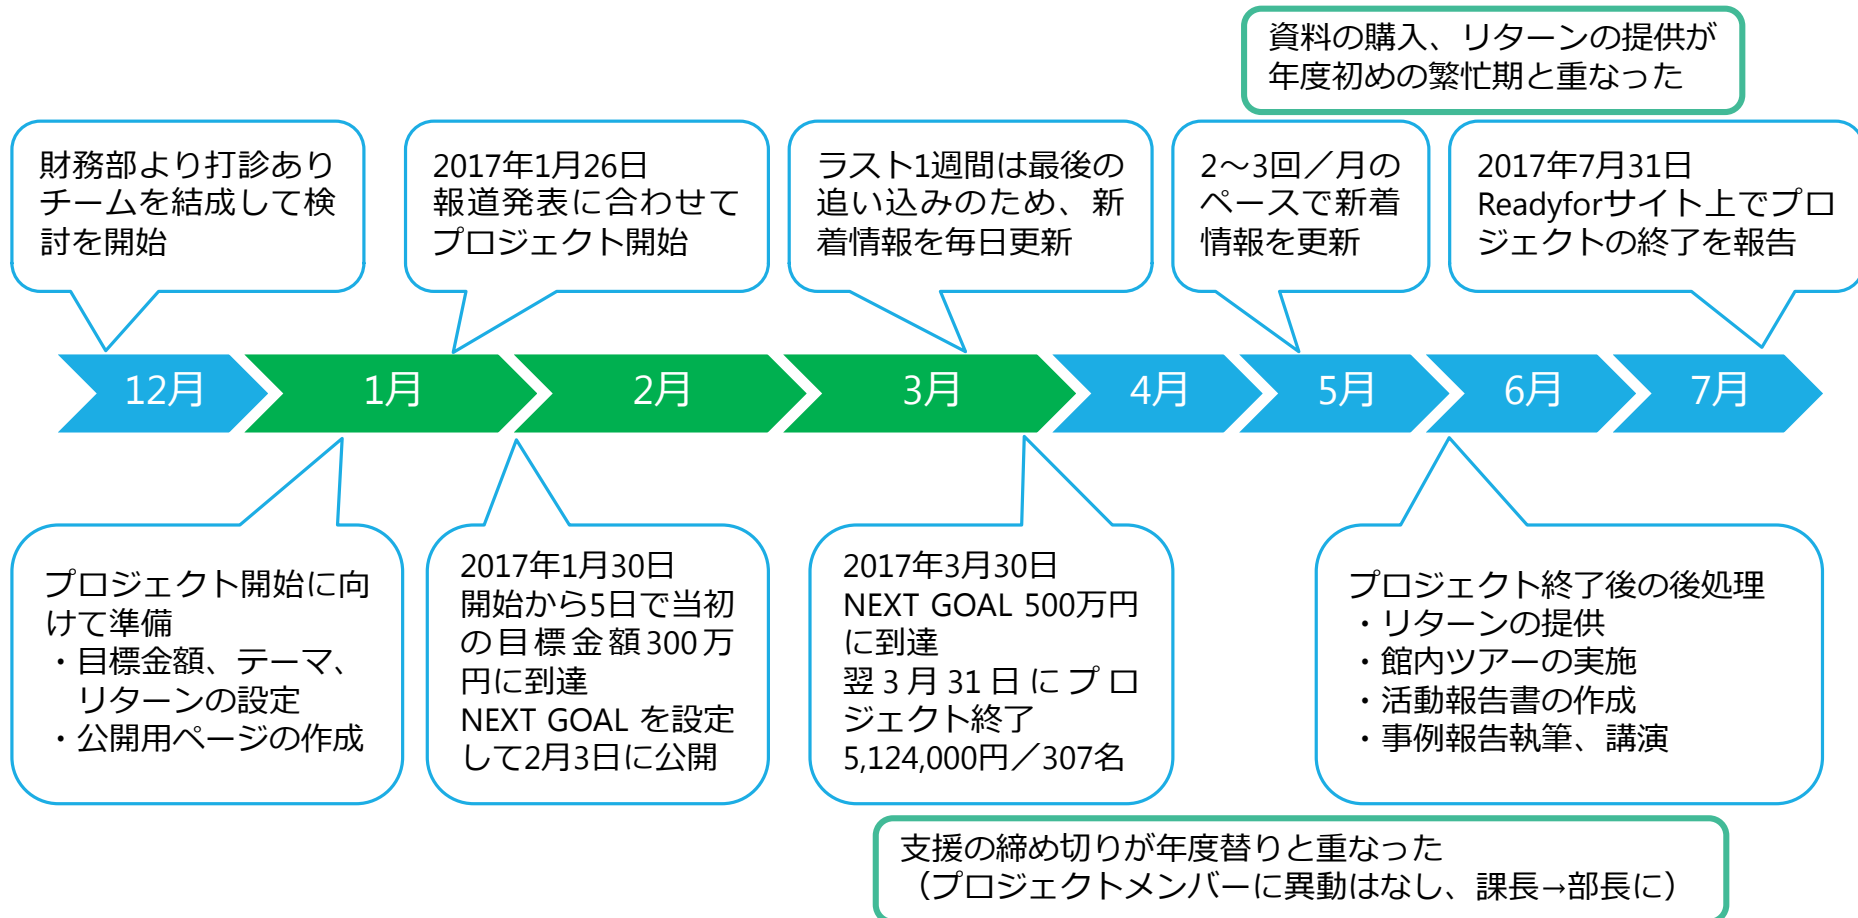 資料の購入、リターンの提供が
年度初めの繁忙期と重なった
財務部より打診あり
チームを結成して検
討を開始
2017年1月26日
報道発表に合わせて
プロジェクト開始
ラスト1週間は最後の
追い込みのため、新
着情報を毎日更新
2～3回／月の
ペースで新着
情報を更新
2017年7月31日
Readyforサイト上でプロ
ジェクトの終了を報告
12月
1月
2月
3月
4月
5月
6月
7月
プロジェクト開始に向
けて準備
・目標金額、テーマ、
リターンの設定
・公開用ページの作成
2017年1月30日
開始から5日で当初
の目標金額300万
円に到達
NEXT GOAL を設定
して2月3日に公開
2017年3月30日
NEXT GOAL 500万円
に到達
翌3月31日にプロ
ジェクト終了
5,124,000円／307名
プロジェクト終了後の後処理
・リターンの提供
・館内ツアーの実施
・活動報告書の作成
・事例報告執筆、講演
支援の締め切りが年度替りと重なった
（プロジェクトメンバーに異動はなし、課長→部長に）